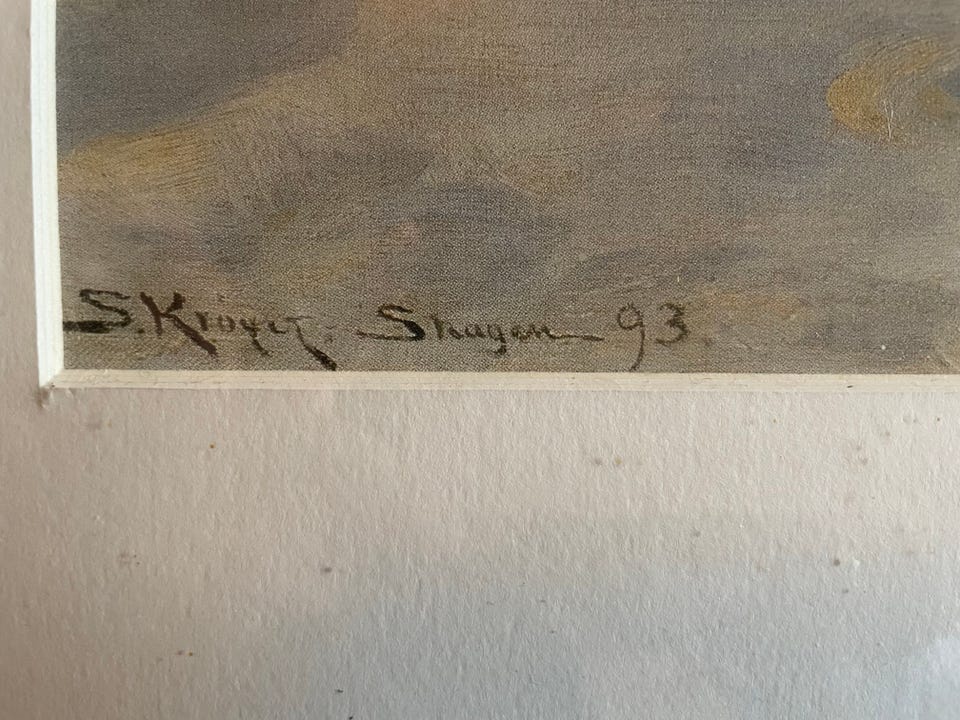 S. Krøyer. Skagen 93.